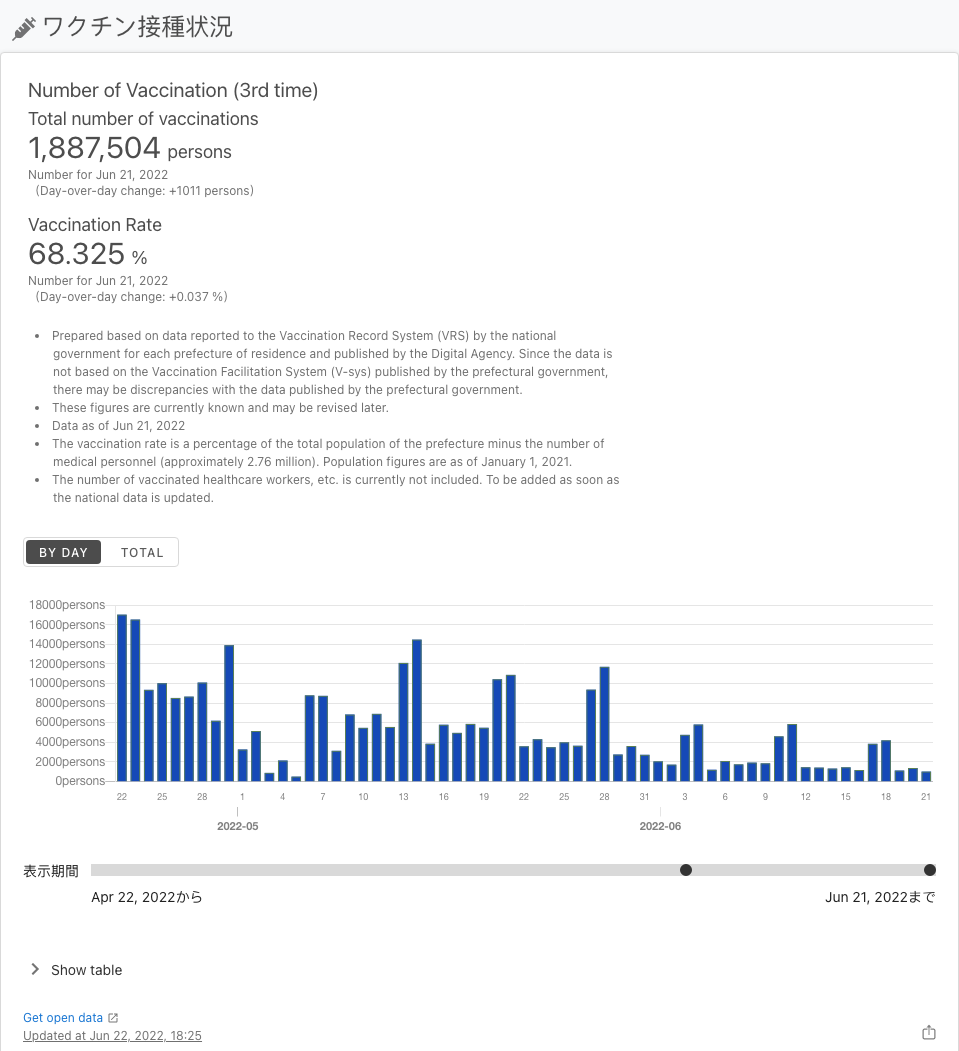 ワクチン接種状況
Number of Vaccination (3rd time)
Total number of vaccinations
1,887,504 persons
Number for Jun 21, 2022
(Day-over-day change: +1011 persons)
Vaccination Rate
68.325 %
Number for Jun 21, 2022
(Day-over-day change: +0.037 %)
• Prepared based on data reported to the Vaccination Record System (VRS) by the national
government for each prefecture of residence and published by the Digital Agency. Since the data is
not based on the Vaccination Facilitation System (V-sys) published by the prefectural government,
there may be discrepancies with the data published by the prefectural government.
• These figures are currently known and may be revised later.
• Data as of Jun 21, 2022
• The vaccination rate is a percentage of the total population of the prefecture minus the number of
medical personnel (approximately 2.76 million). Population figures are as of January 1, 2021.
• The number of vaccinated healthcare workers, etc. is currently not included. To be added as soon as
the national data is updated.
BY DAY TOTAL
18000persons
16000persons
14000persons
12000persons
10000persons
8000persons
6000persons
4000persons
2000persons
0persons
22 25 28 1 4 7 10 13 16 19 22 25 28 31 3 6 9 12 15 18 21
2022-05 2022-06
表示期間
Apr 22, 2022から Jun 21, 2022まで
Show table
Get open data
Updated at Jun 22, 2022, 18:25